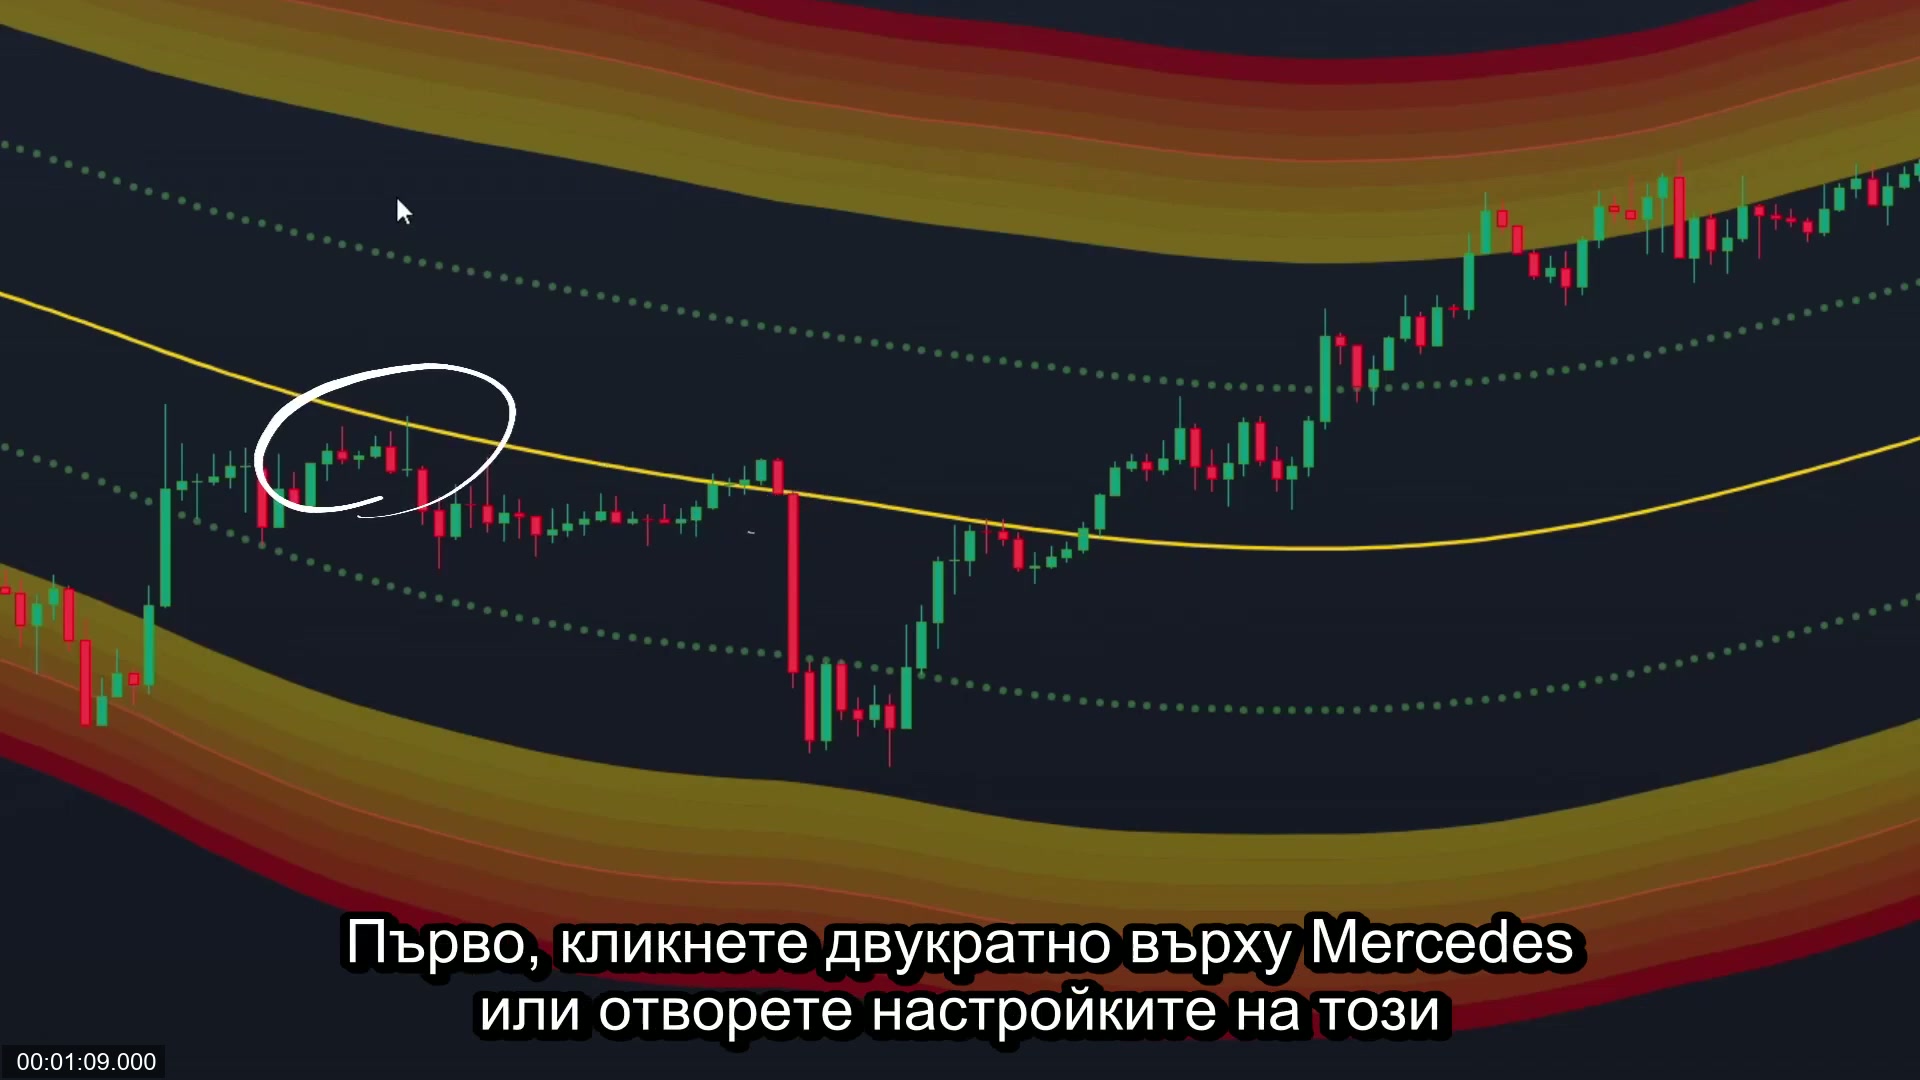 Първо, кликнете двукратно върху Mercedes
или отворете настройките на този
00:01:09.000